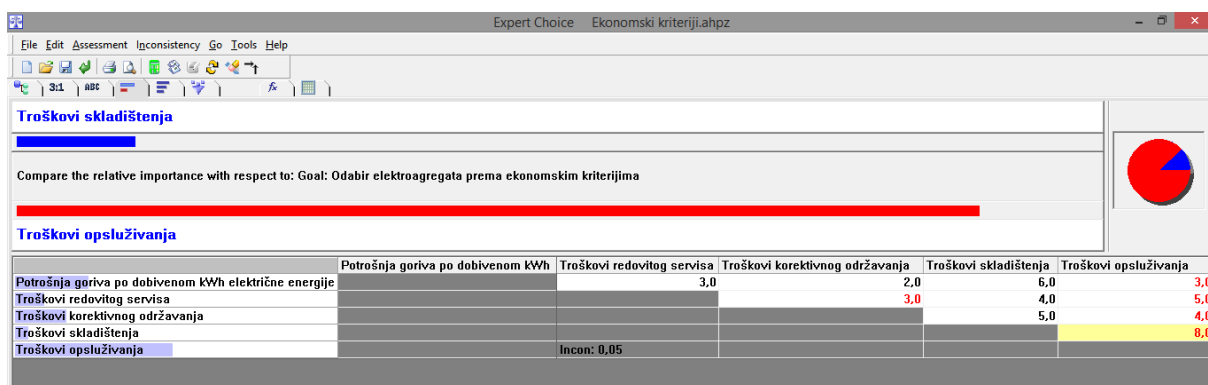 Expert Choice Ekonomski kriteriji.ahpz
File Edit Assessment Inconsistency Go Tools Help
3:1 ABC fx
Troškovi skladištenja
Compare the relative importance with respect to: Goal: Odabir elektroagregata prema ekonomskim kriterijima
Troškovi opsluživanja
Potrošnja goriva po dobivenom kWh Troškovi redovitog servisa Troškovi korektivnog održavanja Troškovi skladištenja Troškovi opsluživanja
Potrošnja goriva po dobivenom kWh električne energije 3,0 2,0 6,0 3,0
Troškovi redovitog servisa 3,0 4,0 5,0
Troškovi korektivnog održavanja 5,0 4,0
Troškovi skladištenja 8,0
Troškovi opsluživanja Incon: 0,05